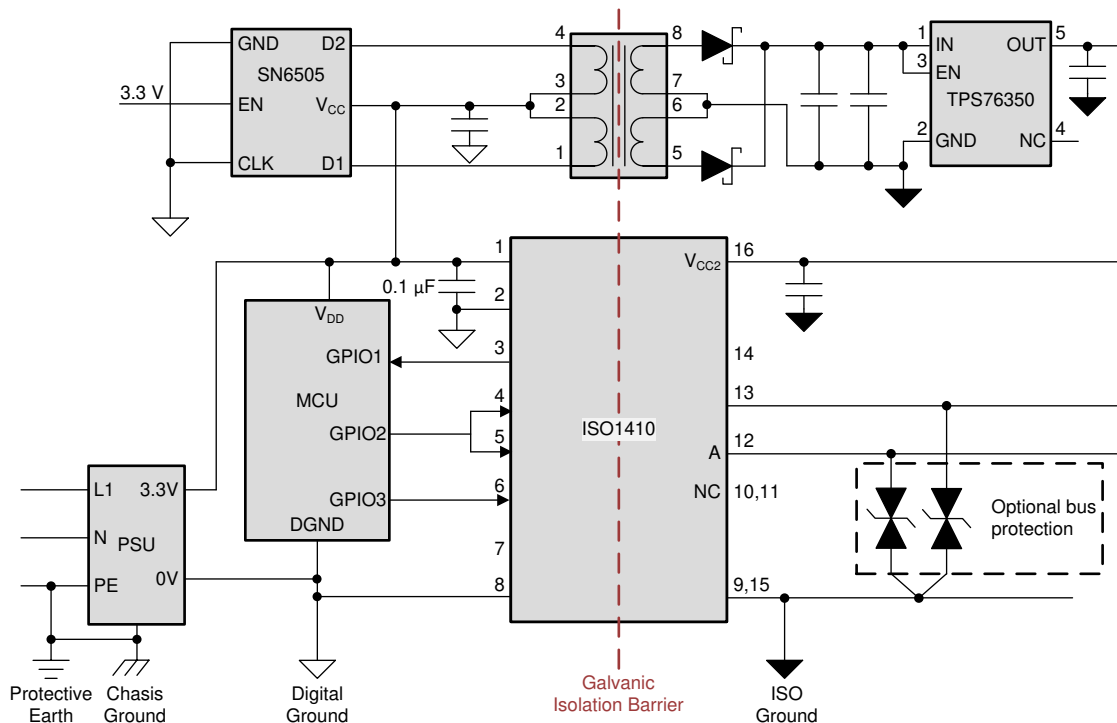 GND
D2
4
8
1
IN
OUT
5
SN6505
3
EN
3.3 V
EN
VCC
3
7
TPS76350
2
6
2
GND
NC
4
CLK
D1
1
5
1
VCC2
16
0.1 µF
2
VDD
GPIO1
3
14
MCU
4
13
GPIO2
ISO1410
5
A
12
L1
3.3V
GPIO3
6
NC
10,11
Optional bus
protection
DGND
N
PSU
7
PE
0V
8
9,15
Protective
Earth
Chasis
Ground
Digital
Ground
Galvanic
Isolation Barrier
ISO
Ground